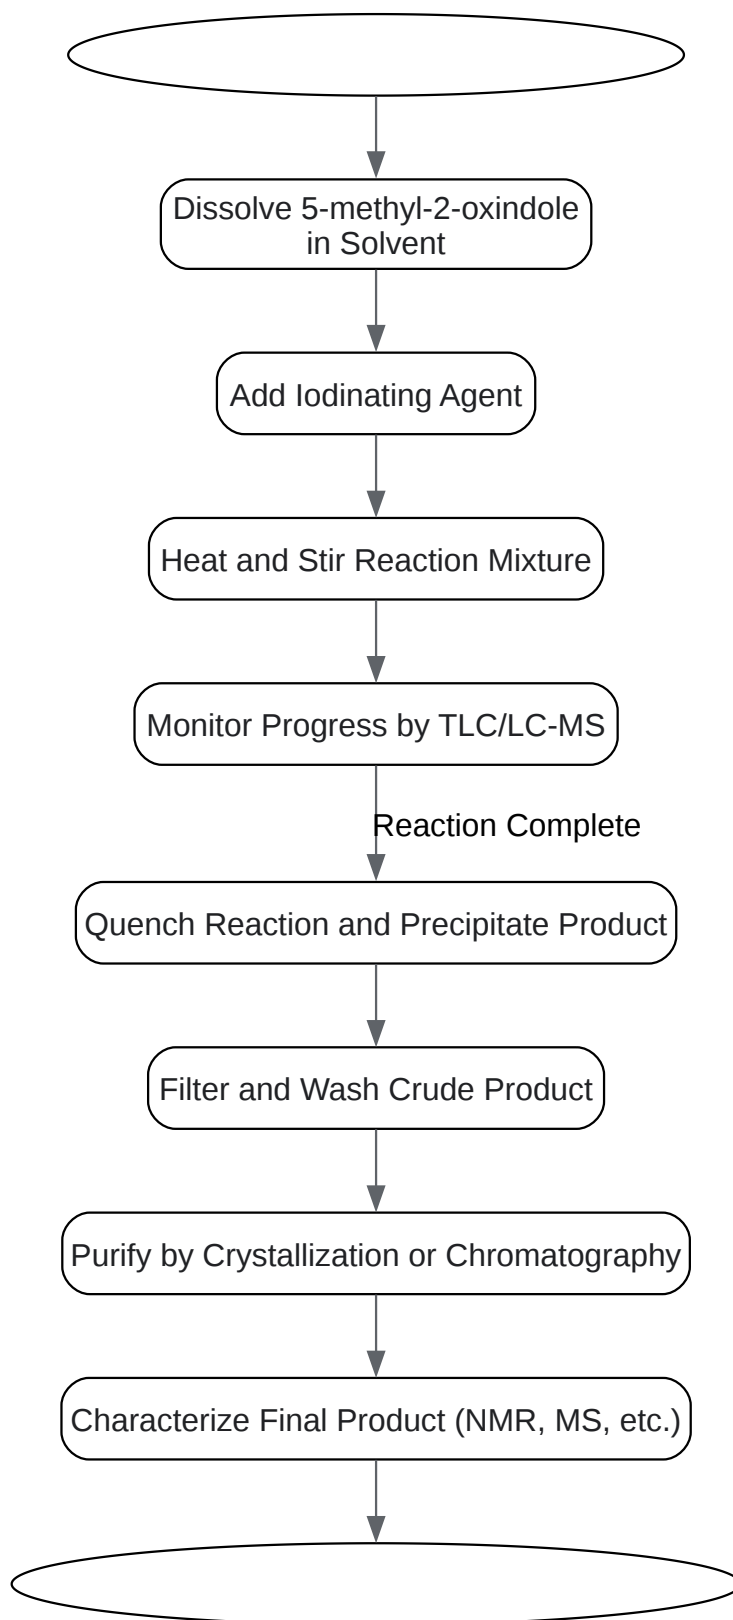 Dissolve 5-methyl-2-oxindole
in Solvent
Add Iodinating Agent
Heat and Stir Reaction Mixture
Monitor Progress by TLC/LC-MS
Reaction Complete
Quench Reaction and Precipitate Product
Filter and Wash Crude Product
Purify by Crystallization or Chromatography
Characterize Final Product (NMR, MS, etc.)